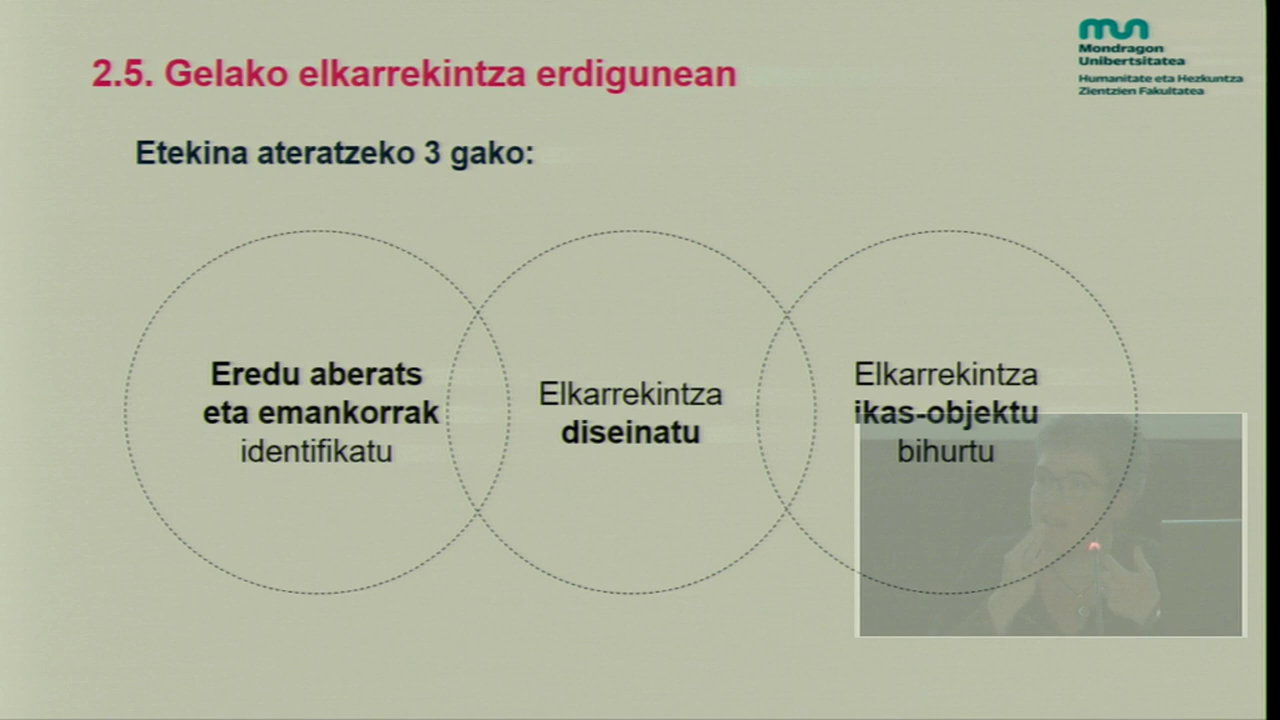 2.5. Gelako elkarrekintza erdigunean
mun
Mondragon
Unibertsitatea
Humanitate eta Hezkuntza
Zientzien Fakultatea
Etekina ateratzeko 3 gako:
Eredu aberats
eta emankorrak
identifikatu
Elkarrekintza
diseinatu
Elkarrekintza
ikas-objektu
bihurtu